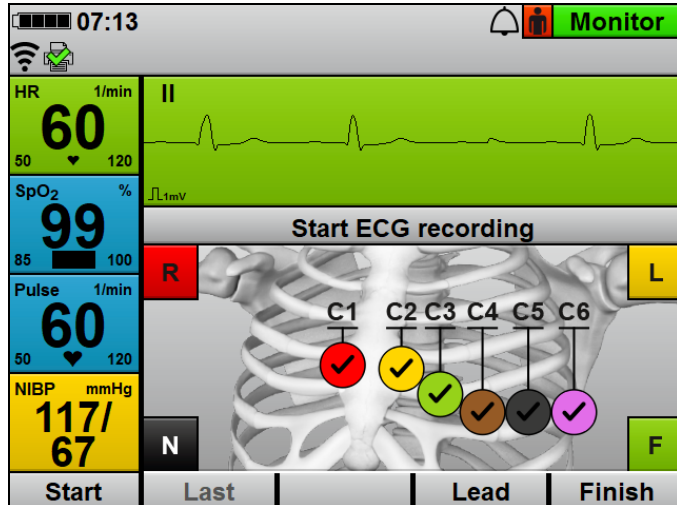 07:13
Monitor
HR 1/min
60
50 120
II
1mV
SpO2 %
99
85 100
Start ECG recording
Pulse 1/min
60
50 120
R
L
C1 C2 C3 C4 C5 C6
NIBP mmHg
117/
67
N
F
Start Last Lead Finish